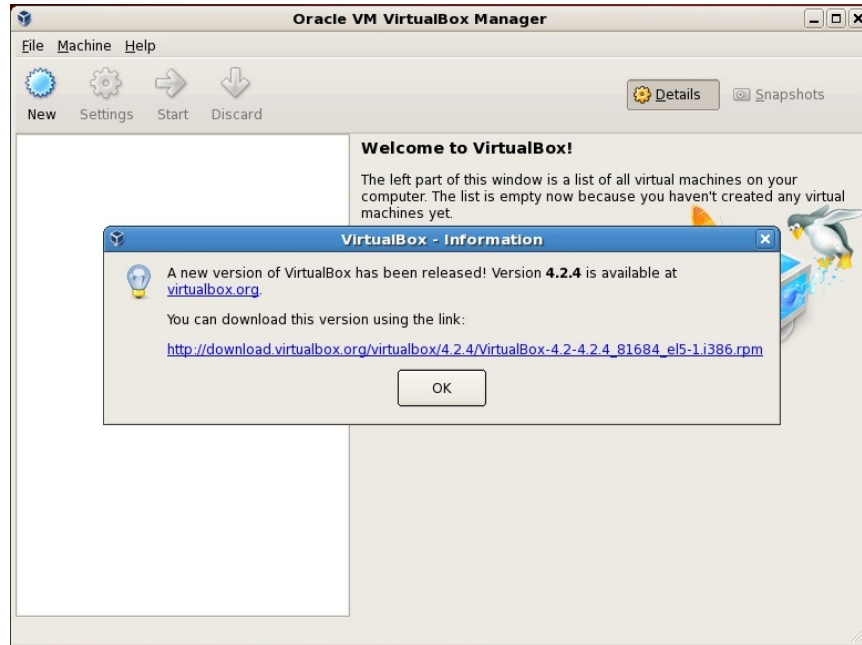 Oracle VM VirtualBox Manager
File Machine Help
New Settings Start Discard
Details Snapshots
Welcome to VirtualBox!
The left part of this window is a list of all virtual machines on your
computer. The list is empty now because you haven't created any virtual
machines yet.
VirtualBox - Information
A new version of VirtualBox has been released! Version 4.2.4 is available at
virtualbox.org.
You can download this version using the link:
http://download.virtualbox.org/virtualbox/4.2.4/VirtualBox-4.2-4.2.4_81684_el5-1.i386.rpm
OK